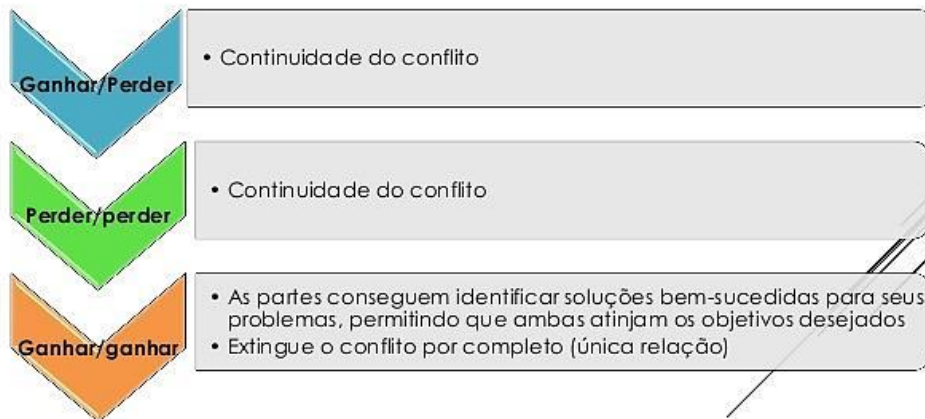 Ganhar/Perder
• Continuidade do conflito
Perder/perder
• Continuidade do conflito
Ganhar/ganhar
• As partes conseguem identificar soluções bem-sucedidas para seus
problemas, permitindo que ambas atinjam os objetivos desejados
• Extingue o conflito por completo (única relação)